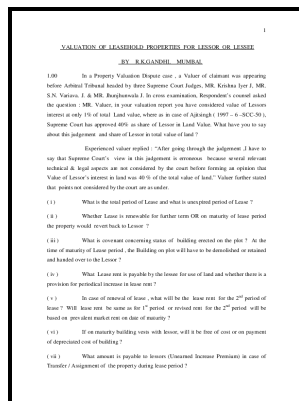 1
VALUATION OF LEASEHOLD PROPERTIES FOR LESSOR OR LESSEE
BY R.K.GANDHI, MUMBAI
1.00 In a Property Valuation Dispute case , a Valuer of claimant was appearing
before Arbitral Tribunal headed by three Supreme Court Judges, MR. Krishna Iyer J, MR.
S.N. Variava. J. & MR. Jhunjhunwala J. In cross examination, Respondent's counsel asked
the question : MR. Valuer, in your valuation report you have considered value of Lessors
interest at only 1% of total Land value; where as in case of Ajitsingh ( 1997 – 6 –SCC-50 ),
Supreme Court has approved 40% as share of Lessor in Land Value. What have you to say
about this judgement and share of Lessor in total value of land ?
Experienced valuer replied : "After going through the judgement ,I have to
say that Supreme Court's view in this judgement is erroneous because several relevant
technical & legal aspects are not considered by the court before forming an opinion that
Value of Lessor's interest in land was 40 % of the total value of land." Valuer further stated
that points not considered by the court are as under.
( i ) What is the total period of Lease and what is unexpired period of Lease ?
( ii ) Whether Lease is renewable for further term OR on maturity of lease period
the property would revert back to Lessor ?
( iii ) What is covenant concerning status of building erected on the plot ? At the
time of maturity of Lease period , the Building on plot will have to be demolished or retained
and handed over to the Lessor ?
( iv ) What Lease rent is payable by the lessee for use of land and whether there is a
provision for periodical increase in lease rent ?
( v ) In case of renewal of lease , what will be the lease rent for the 2nd period of
lease ? Will lease rent be same as for 1st period or revised rent for the 2nd period will be
based on prevalent market rent on date of maturity ?
( vi ) If on maturity building vests with lessor, will it be free of cost or on payment
of depreciated cost of building ?
( vii ) What amount is payable to lessors (Unearned Increase Premium) in case of
Transfer / Assignment of the property during lease period ?